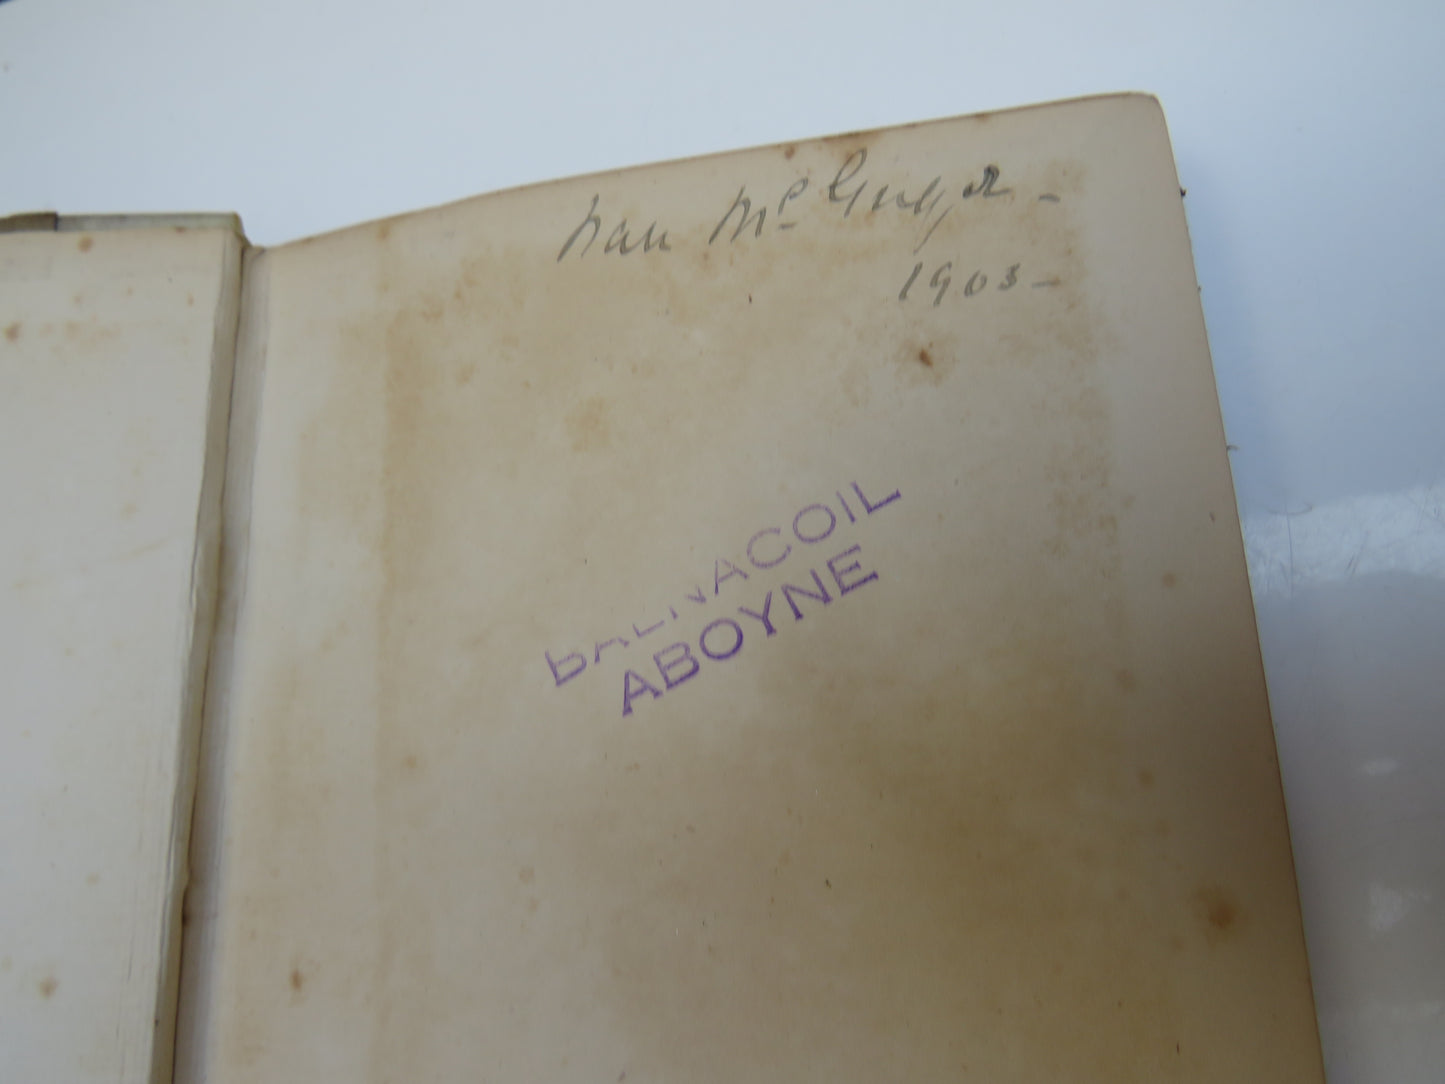 Nan McGregor -
1903 -
BALNACOIL
ABOYNE